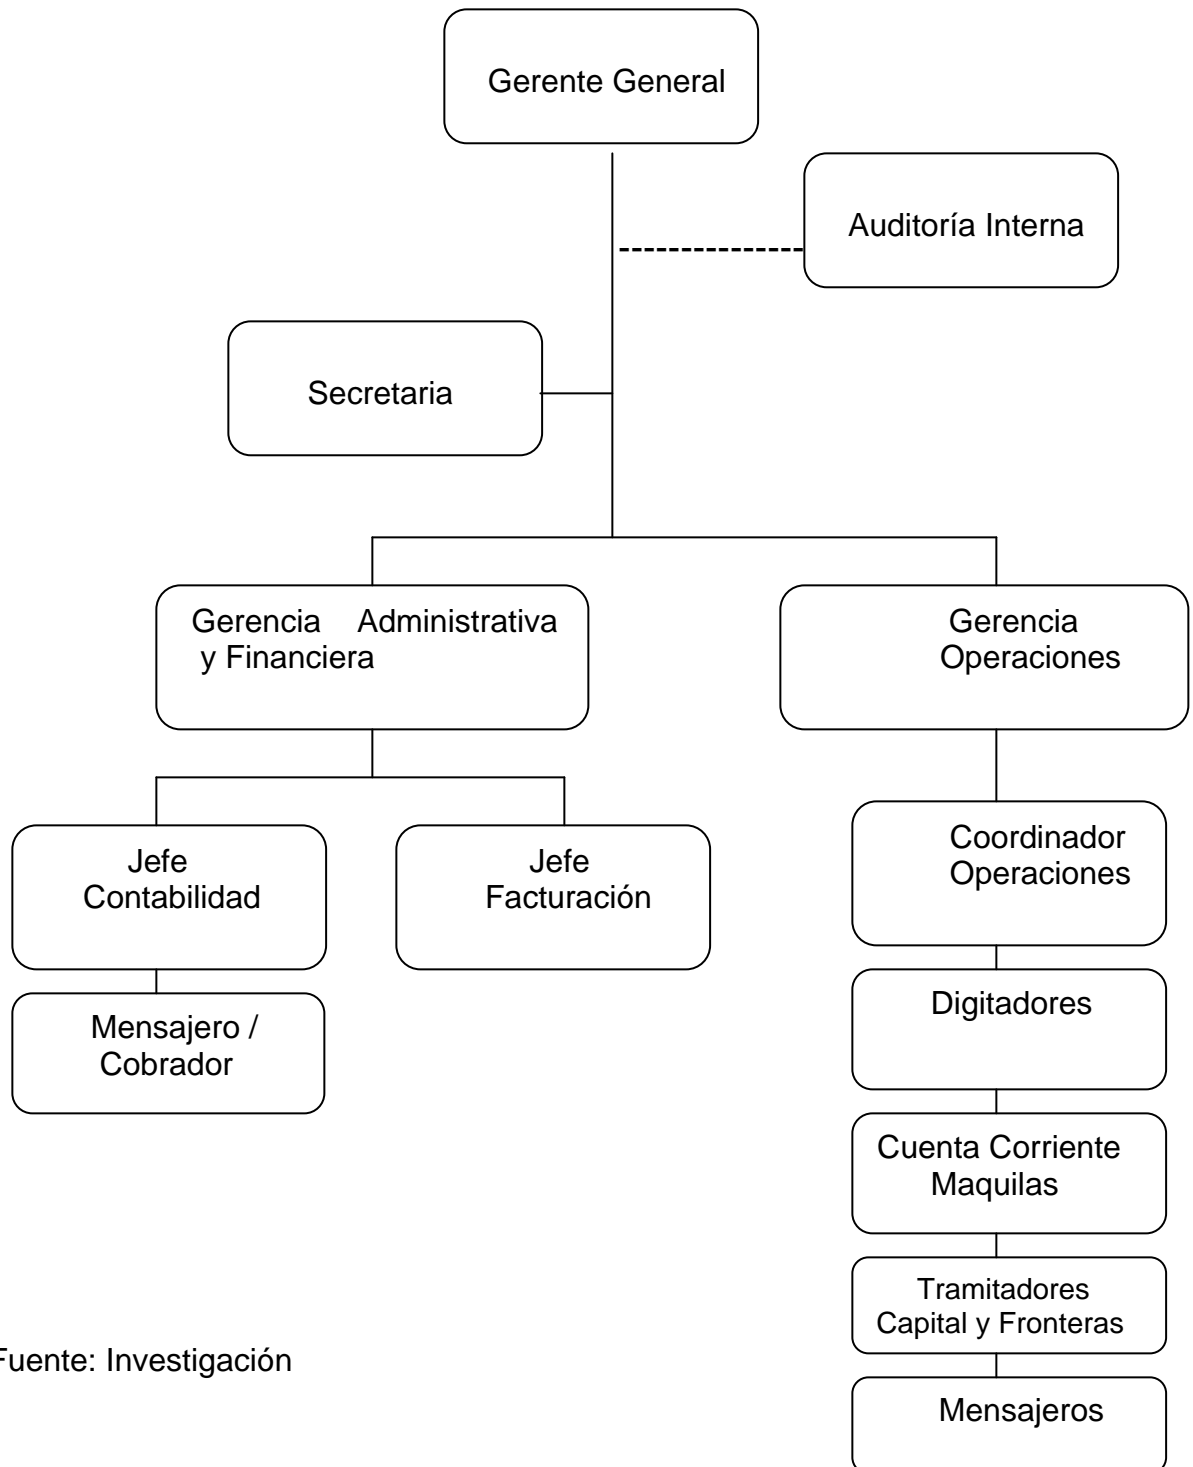 Gerente General
Auditoría Interna
Secretaria
Gerencia Administrativa
y Financiera
Gerencia
Operaciones
Jefe
Contabilidad
Jefe
Facturación
Coordinador
Operaciones
Mensajero /
Cobrador
Digitadores
Cuenta Corriente
Maquilas
Tramitadores
Capital y Fronteras
Fuente: Investigación
Mensajeros